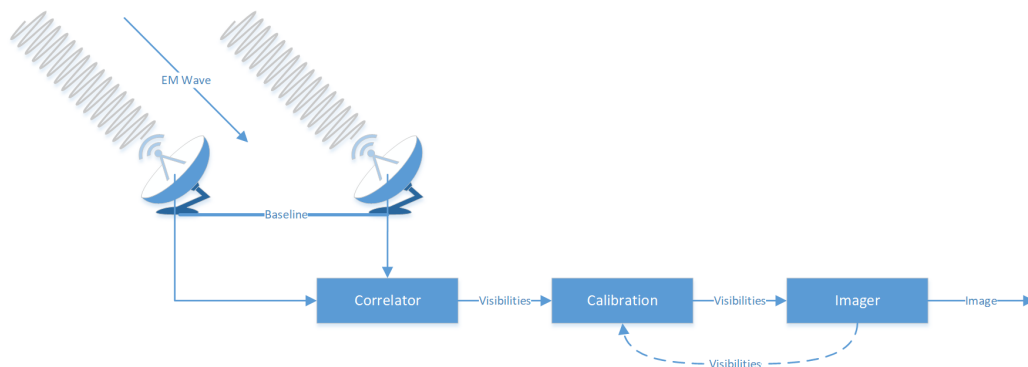 EM Wave
Baseline
Correlator
Visibilities
Calibration
Visibilities
Imager
Image
Visibilities